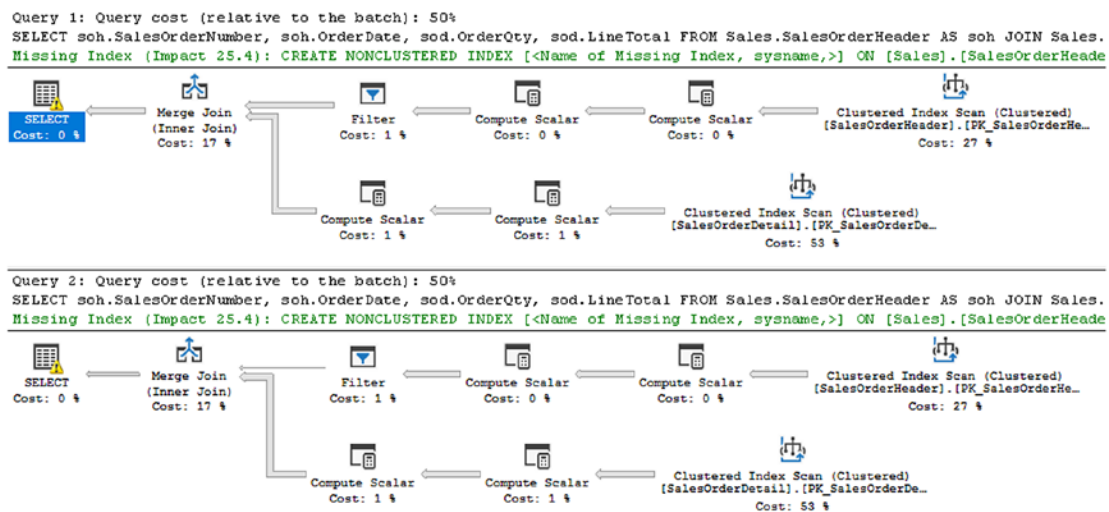 Query 1: Query cost (relative to the batch): 50%
SELECT soh.SalesOrderNumber, soh.OrderDate, sod.OrderQty, sod.LineTotal FROM Sales.SalesOrderHeader AS soh JOIN Sales.
Missing Index (Impact 25.4): CREATE NONCLUSTERED INDEX [<Name of Missing Index, sysname,>] ON [Sales].[SalesOrderHeade
SELECT
Cost: 0 %
Merge Join
(Inner Join)
Cost: 17 %
Filter
Cost: 1 %
Compute Scalar
Cost: 0 %
Compute Scalar
Cost: 0 %
Clustered Index Scan (Clustered)
[SalesOrderHeader].[PK_SalesOrderHe…
Cost: 27 %
Compute Scalar
Cost: 1 %
Compute Scalar
Cost: 1 %
Clustered Index Scan (Clustered)
[SalesOrderDetail].[PK_SalesOrderDe…
Cost: 53 %
Query 2: Query cost (relative to the batch): 50%
SELECT soh.SalesOrderNumber, soh.OrderDate, sod.OrderQty, sod.LineTotal FROM Sales.SalesOrderHeader AS soh JOIN Sales.
Missing Index (Impact 25.4): CREATE NONCLUSTERED INDEX [<Name of Missing Index, sysname,>] ON [Sales].[SalesOrderHeade
SELECT
Cost: 0 %
Merge Join
(Inner Join)
Cost: 17 %
Filter
Cost: 1 %
Compute Scalar
Cost: 0 %
Compute Scalar
Cost: 0 %
Clustered Index Scan (Clustered)
[SalesOrderHeader].[PK_SalesOrderHe…
Cost: 27 %
Compute Scalar
Cost: 1 %
Compute Scalar
Cost: 1 %
Clustered Index Scan (Clustered)
[SalesOrderDetail].[PK_SalesOrderDe…
Cost: 53 %